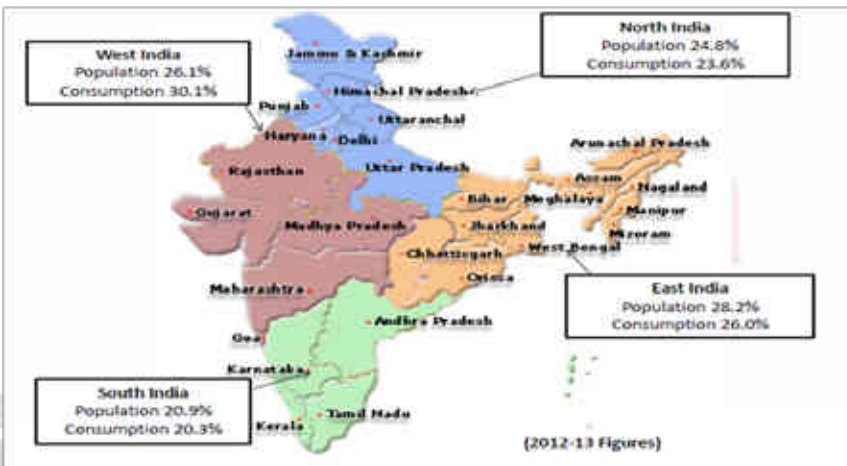 North India
Population 24.8%
Consumption 23.6%
West India
Population 26.1%
Consumption 30.1%
Jammu & Kashmir
Himachal Pradesh
Punjab
Uttaranchal
Haryana
Delhi
Arunachal Pradesh
Rajasthan
Uttar Pradesh
Assam
Nagaland
Bihar
Meghalaya
Gujarat
Manipur
Madhya Pradesh
Jharkhand
Mizoram
West Bengal
Chhattisgarh
Orissa
Maharashtra
East India
Population 28.2%
Consumption 26.0%
Andhra Pradesh
Goa
Karnataka
South India
Population 20.9%
Consumption 20.3%
Tamil Nadu
Kerala
(2012-13 Figures)